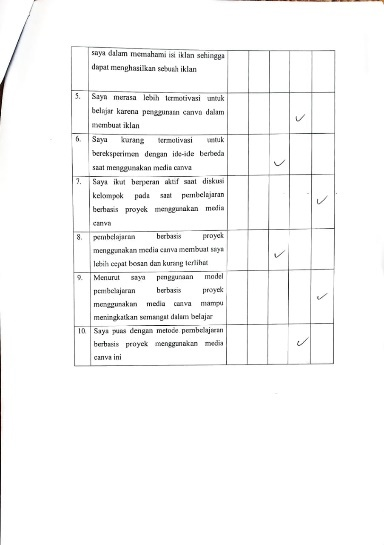 saya dalam memahami isi iklan sehingga
dapat menghasilkan sebuah iklan
5. Saya merasa lebih termotivasi untuk
belajar karena penggunaan canva dalam
membuat iklan
6. Saya kurang termotivasi untuk
bereksperimen dengan ide-ide berbeda
saat menggunakan media canva
7. Saya ikut berperan aktif saat diskusi
kelompok pada saat pembelajaran
berbasis proyek menggunakan media
canva
8. pembelajaran berbasis proyek
menggunakan media canva membuat saya
lebih cepat bosan dan kurang terlibat
9. Menurut saya penggunaan model
pembelajaran berbasis proyek
menggunakan media canva mampu
meningkatkan semangat dalam belajar
10. Saya puas dengan metode pembelajaran
berbasis proyek menggunakan media
canva ini